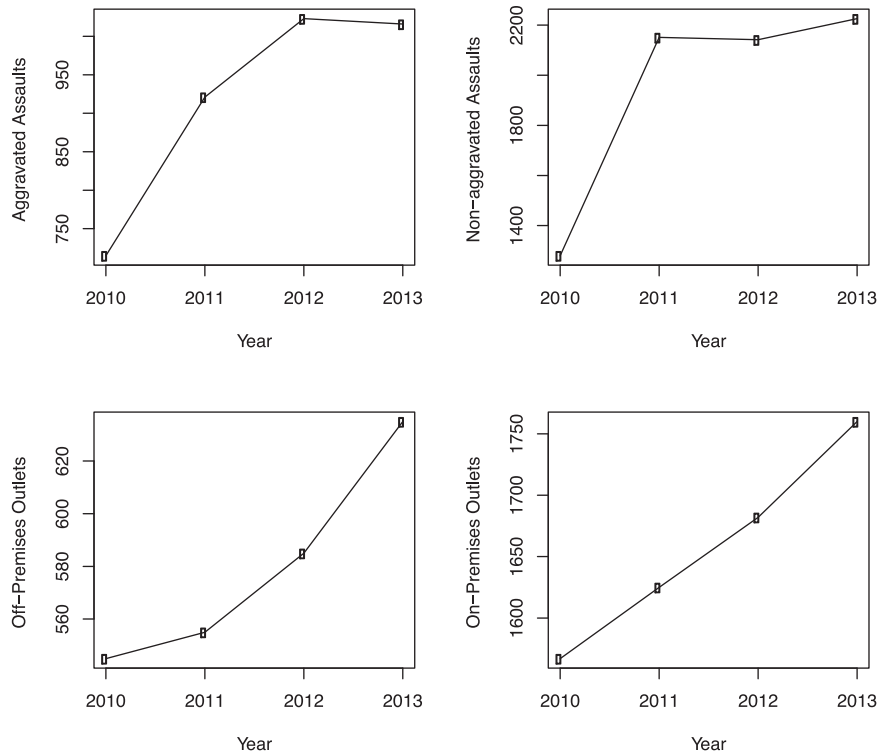 Aggravated Assaults
950
850
750
2010 2011 2012 2013
Year
Non−aggravated Assaults
2200
1800
1400
2010 2011 2012 2013
Year
Off−Premises Outlets
620
600
580
560
2010 2011 2012 2013
Year
On−Premises Outlets
1750
1700
1650
1600
2010 2011 2012 2013
Year